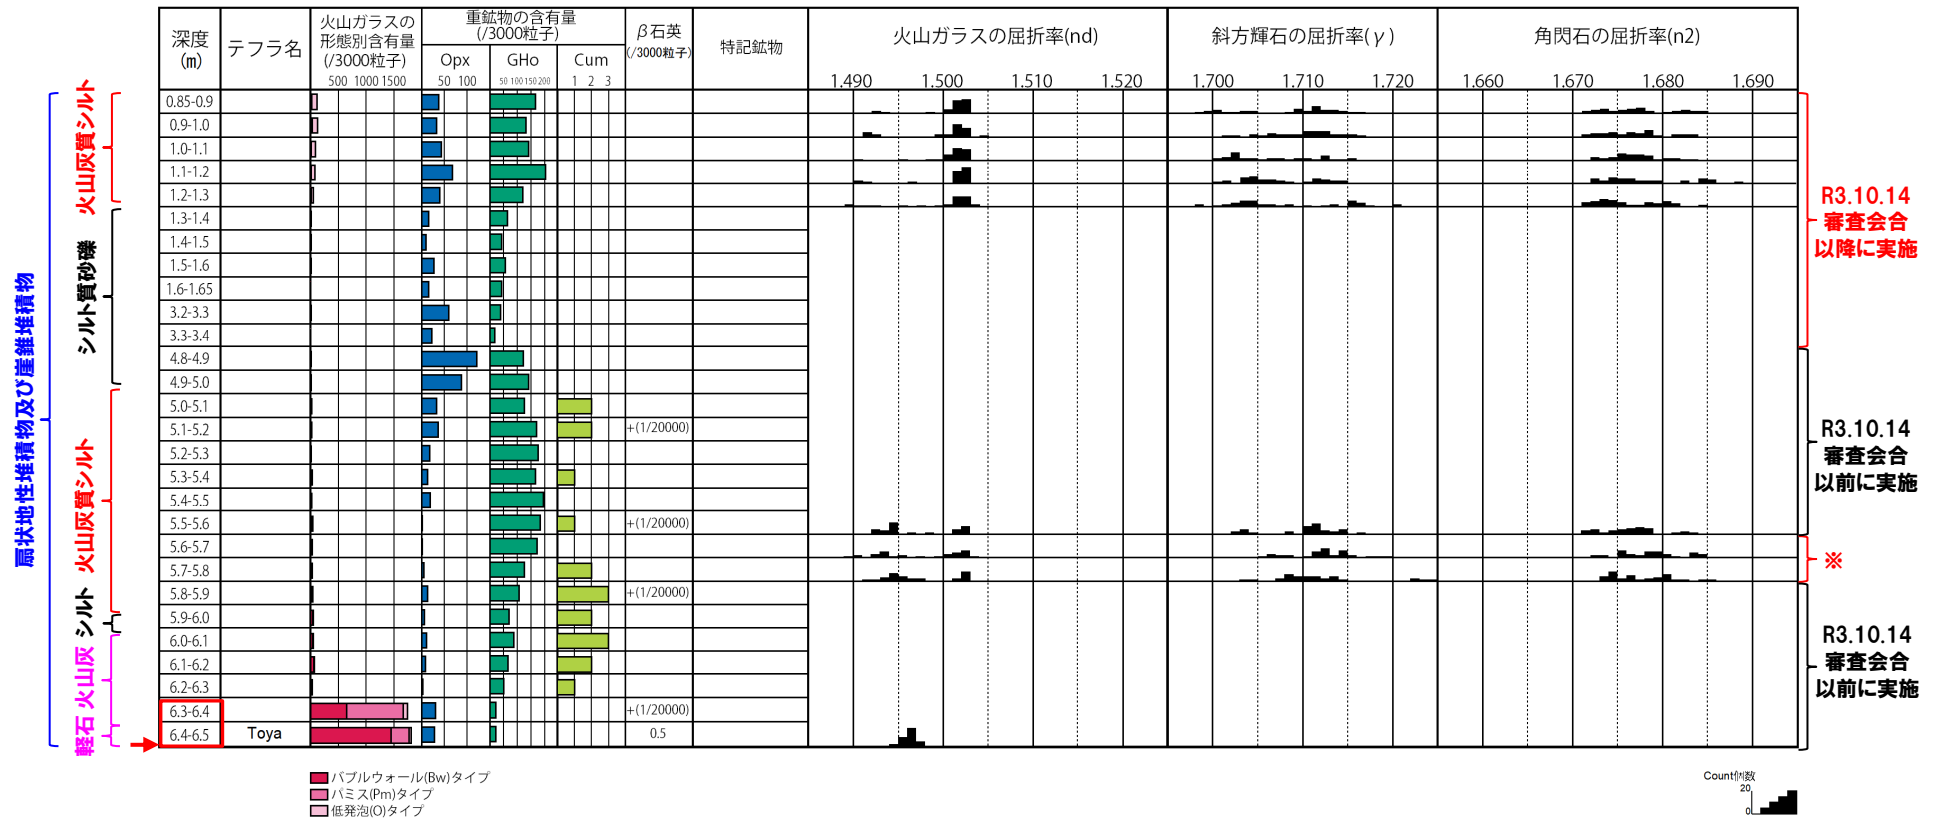 深度
(m)
テフラ名
火山ガラスの
形態別含有量
(/3000粒子)
500 1000 1500
重鉱物の含有量
(/3000粒子)
Opx
50 100
GHo
50 100 150 200
Cum
1 2 3
β石英
(/3000粒子)
特記鉱物
火山ガラスの屈折率(nd)
1.490 1.500 1.510 1.520
斜方輝石の屈折率(γ)
1.700 1.710 1.720
角閃石の屈折率(n2)
1.660 1.670 1.680 1.690
0.85-0.9
0.9-1.0
1.0-1.1
1.1-1.2
1.2-1.3
1.3-1.4
1.4-1.5
1.5-1.6
1.6-1.65
3.2-3.3
3.3-3.4
4.8-4.9
4.9-5.0
5.0-5.1
5.1-5.2 +(1/20000)
5.2-5.3
5.3-5.4
5.4-5.5
5.5-5.6 +(1/20000)
5.6-5.7
5.7-5.8
5.8-5.9 +(1/20000)
5.9-6.0
6.0-6.1
6.1-6.2
6.2-6.3
6.3-6.4 +(1/20000)
6.4-6.5 Toya 0.5
扇状地性堆積物及び崖錐堆積物
火山灰質シルト
シルト質砂礫
火山灰質シルト
シルト
火山灰
軽石
R3.10.14
審査会合
以降に実施
R3.10.14
審査会合
以前に実施
※
R3.10.14
審査会合
以前に実施
バブルウォール(Bw)タイプ
パミス(Pm)タイプ
低発泡(O)タイプ
Count個数
20
0